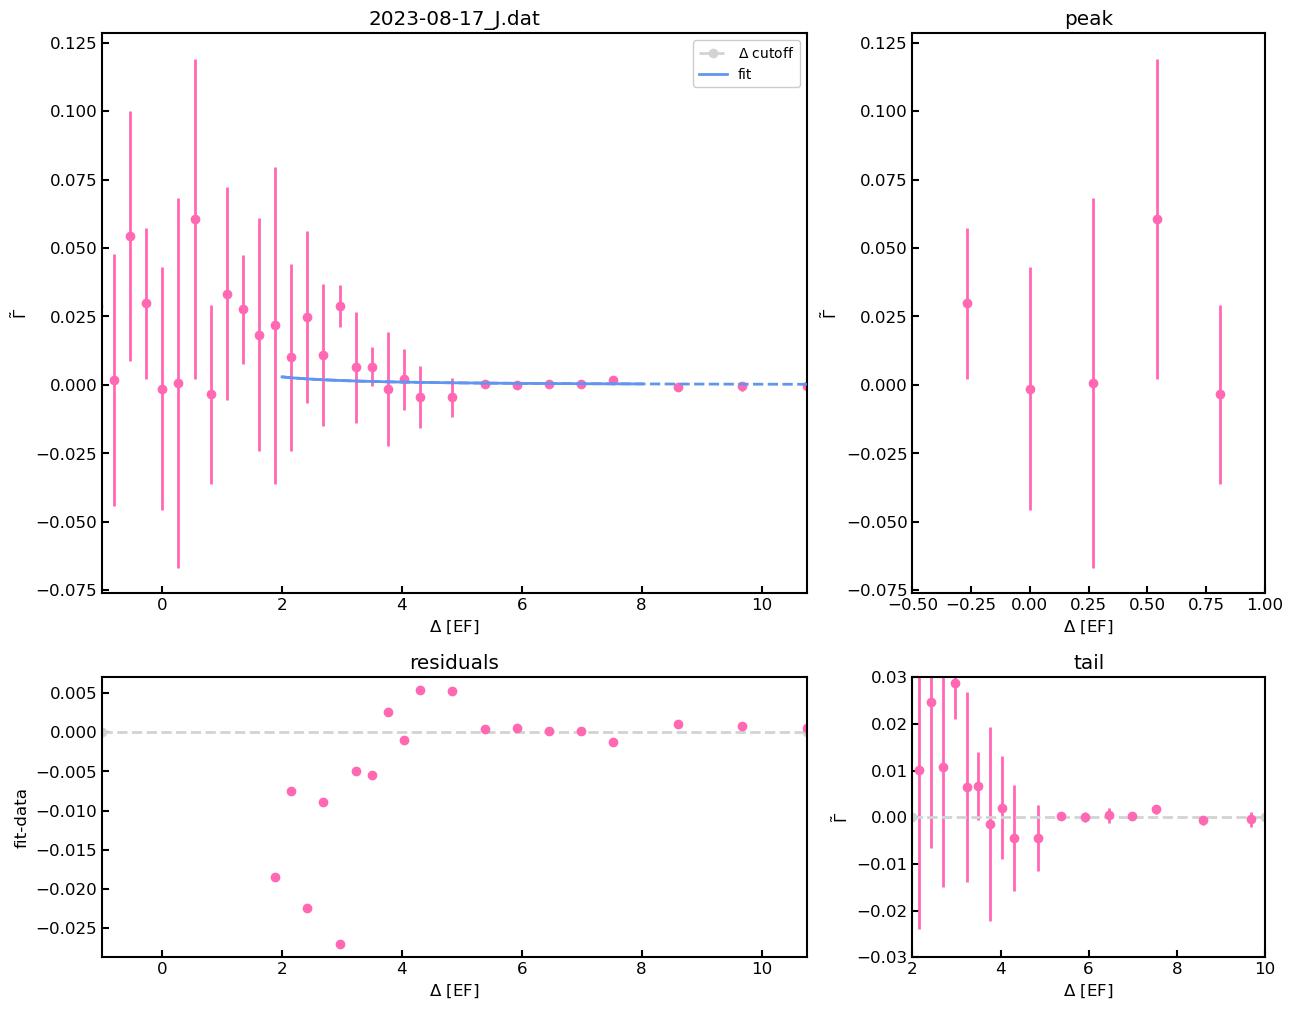 2023-08-17_J.dat
0.125
0.100
0.075
0.050
0.025
0.000
−0.025
−0.050
−0.075
Γ̃
0 2 4 6 8 10
Δ [EF]
Δ cutoff
fit
peak
0.125
0.100
0.075
0.050
0.025
0.000
−0.025
−0.050
−0.075
Γ̃
−0.50 −0.25 0.00 0.25 0.50 0.75 1.00
Δ [EF]
residuals
0.005
0.000
−0.005
−0.010
−0.015
−0.020
−0.025
fit-data
0 2 4 6 8 10
Δ [EF]
tail
0.03
0.02
0.01
0.00
−0.01
−0.02
−0.03
Γ̃
2 4 6 8 10
Δ [EF]